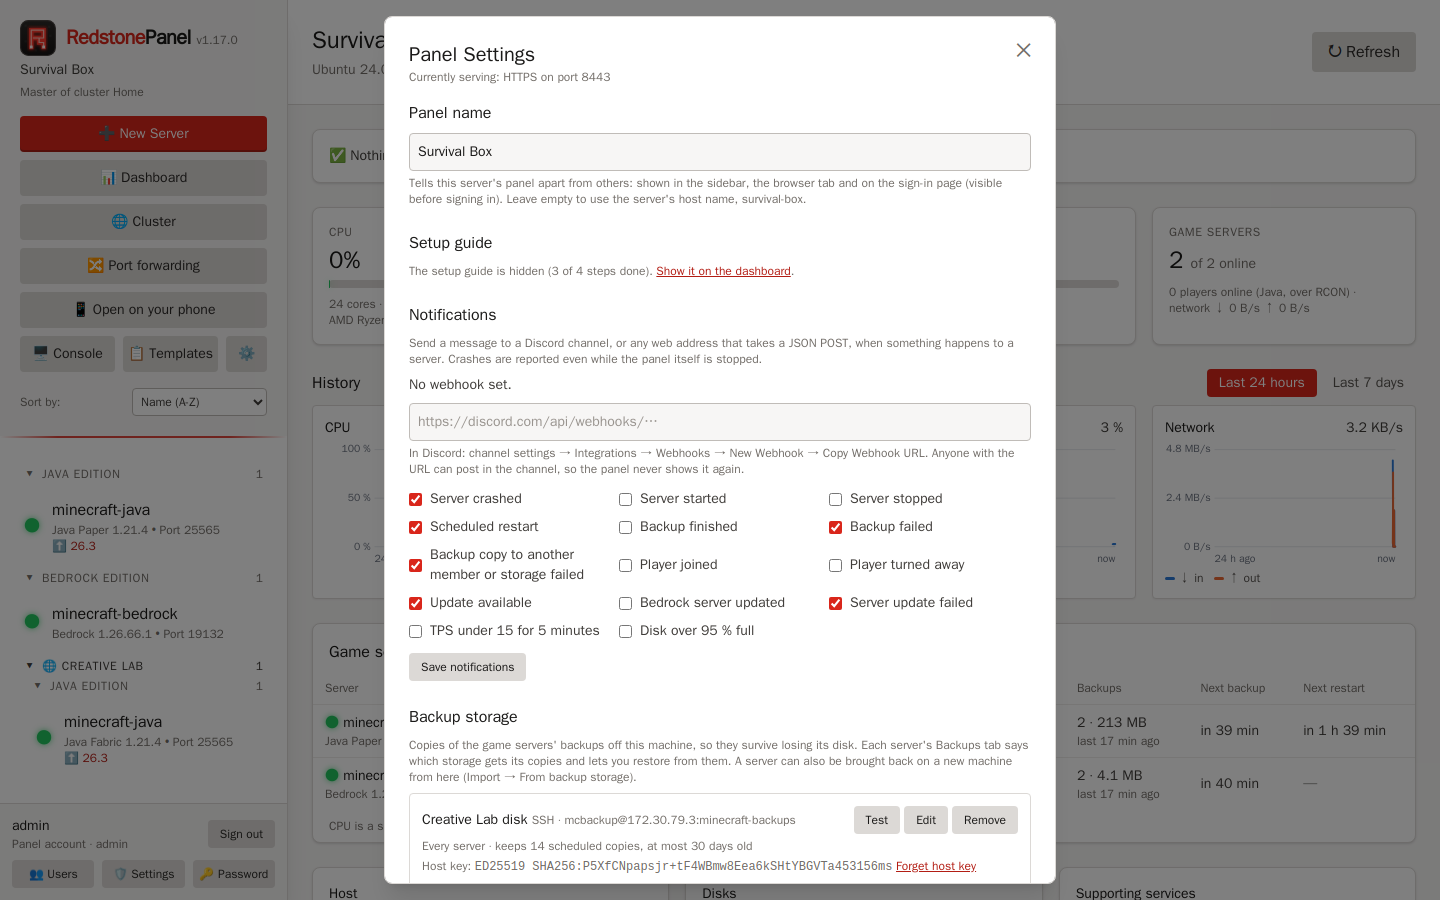 RedstonePanel v1.17.0
Survival Box
Master of cluster Home
➕ New Server
📊 Dashboard
🌐 Cluster
🔀 Port forwarding
📱 Open on your phone
🖥️ Console
📋 Templates
⚙️
Sort by:
Name (A-Z)
▼ JAVA EDITION 1
minecraft-java
Java Paper 1.21.4 • Port 25565
⬆️ 26.3
▼ BEDROCK EDITION 1
minecraft-bedrock
Bedrock 1.26.66.1 • Port 19132
▼ 🌐 CREATIVE LAB 1
▼ JAVA EDITION 1
minecraft-java
Java Fabric 1.21.4 • Port 25565
⬆️ 26.3
admin
Panel account · admin
Sign out
👥 Users
🛡️ Settings
🔑 Password
Surviva
Ubuntu 24.0
↻ Refresh
✅ Nothi
CPU
0%
24 cores ·
AMD Ryze
GAME SERVERS
2 of 2 online
0 players online (Java, over RCON) ·
network ↓ 0 B/s ↑ 0 B/s
History
Last 24 hours
Last 7 days
CPU
3 %
100 %
50 %
0 %
24
now
Network
3.2 KB/s
4.8 MB/s
2.4 MB/s
0 B/s
24 h ago
now
↓ in ↑ out
Game s
Server
Backups
Next backup
Next restart
minec
Java Paper
2 · 213 MB
last 17 min ago
in 39 min
in 1 h 39 min
minec
Bedrock 1.2
2 · 4.1 MB
last 17 min ago
in 40 min
—
CPU is a s
Host
Disks
Supporting services
Panel Settings
Currently serving: HTTPS on port 8443
Panel name
Survival Box
Tells this server's panel apart from others: shown in the sidebar, the browser tab and on the sign-in page (visible
before signing in). Leave empty to use the server's host name, survival-box.
Setup guide
The setup guide is hidden (3 of 4 steps done). Show it on the dashboard.
Notifications
Send a message to a Discord channel, or any web address that takes a JSON POST, when something happens to a
server. Crashes are reported even while the panel itself is stopped.
No webhook set.
https://discord.com/api/webhooks/⋯
In Discord: channel settings → Integrations → Webhooks → New Webhook → Copy Webhook URL. Anyone with the
URL can post in the channel, so the panel never shows it again.
Server crashed
Server started
Server stopped
Scheduled restart
Backup finished
Backup failed
Backup copy to another
member or storage failed
Player joined
Player turned away
Update available
Bedrock server updated
Server update failed
TPS under 15 for 5 minutes
Disk over 95 % full
Save notifications
Backup storage
Copies of the game servers' backups off this machine, so they survive losing its disk. Each server's Backups tab says
which storage gets its copies and lets you restore from them. A server can also be brought back on a new machine
from here (Import → From backup storage).
Creative Lab disk SSH · mcbackup@172.30.79.3:minecraft-backups
Test
Edit
Remove
Every server · keeps 14 scheduled copies, at most 30 days old
Host key: ED25519 SHA256:P5XfCNpapsjr+tF4WBmw8Eea6kSHtYBGVTa453156ms Forget host key